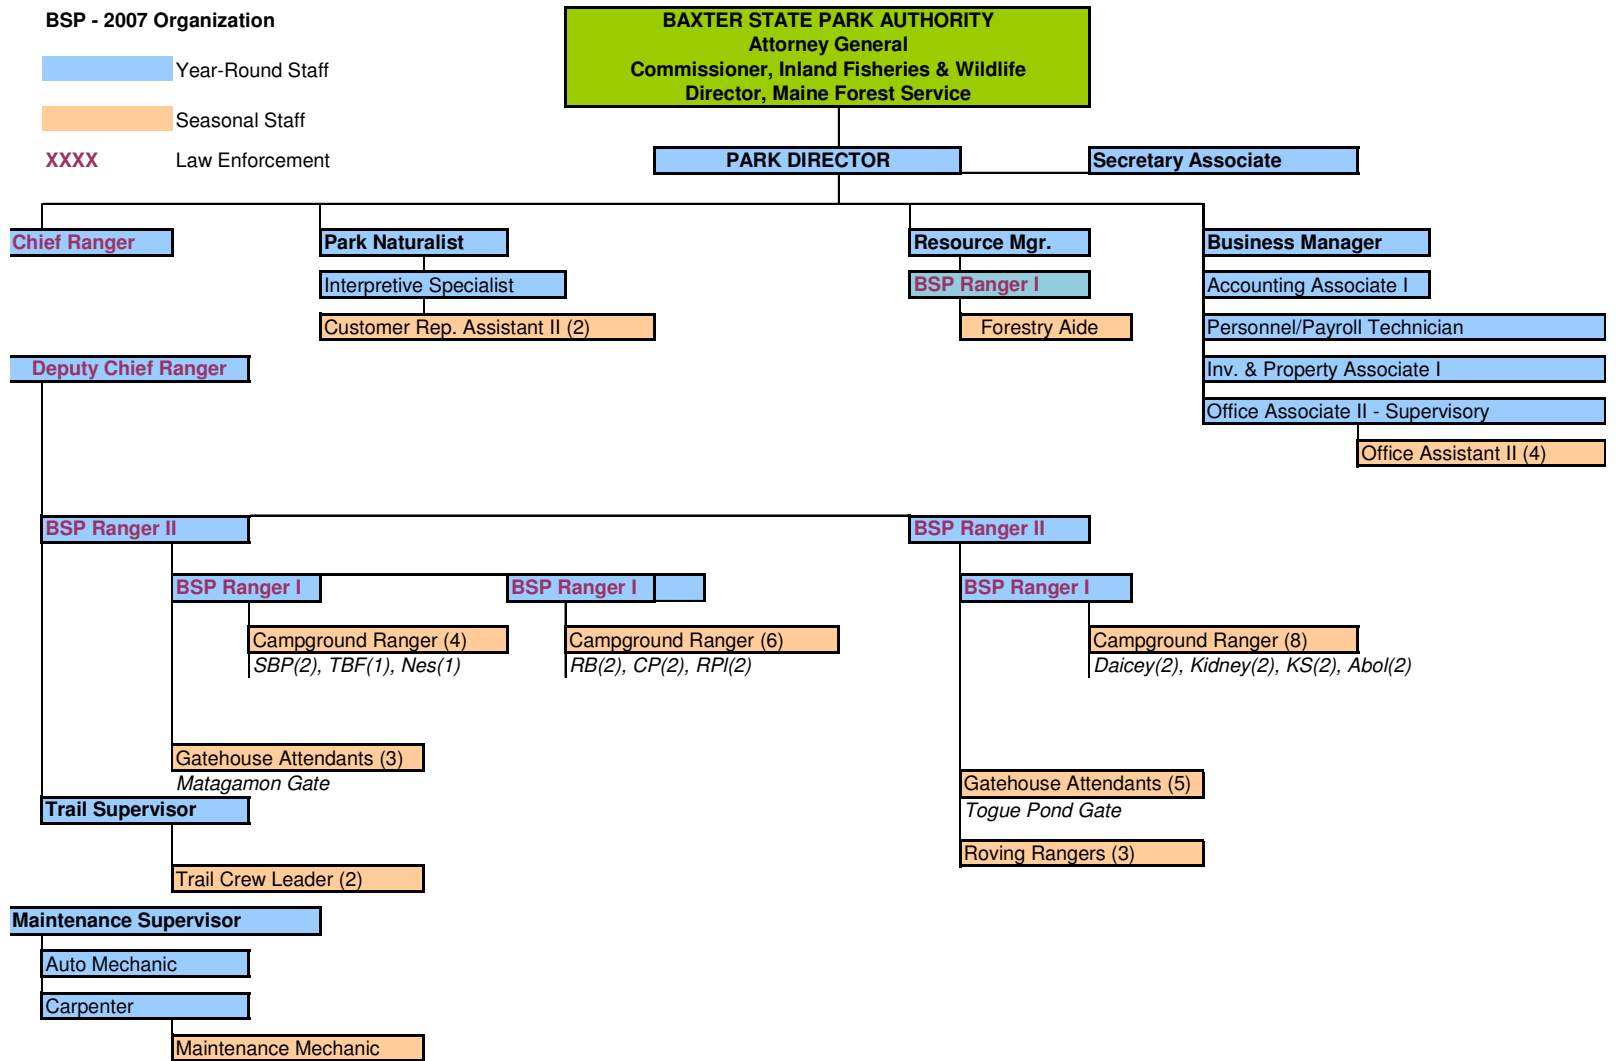 BSP - 2007 Organization
Year-Round Staff
Seasonal Staff
XXXX Law Enforcement
BAXTER STATE PARK AUTHORITY
Attorney General
Commissioner, Inland Fisheries & Wildlife
Director, Maine Forest Service
PARK DIRECTOR
Secretary Associate
Chief Ranger
Park Naturalist
Resource Mgr.
Business Manager
Interpretive Specialist
BSP Ranger I
Accounting Associate I
Customer Rep. Assistant II (2)
Forestry Aide
Personnel/Payroll Technician
Deputy Chief Ranger
Inv. & Property Associate I
Office Associate II - Supervisory
Office Assistant II (4)
BSP Ranger II
BSP Ranger II
BSP Ranger I
BSP Ranger I
BSP Ranger I
Campground Ranger (4)
SBP(2), TBF(1), Nes(1)
Campground Ranger (6)
RB(2), CP(2), RPI(2)
Campground Ranger (8)
Daicey(2), Kidney(2), KS(2), Abol(2)
Gatehouse Attendants (3)
Matagamon Gate
Gatehouse Attendants (5)
Togue Pond Gate
Trail Supervisor
Roving Rangers (3)
Trail Crew Leader (2)
Maintenance Supervisor
Auto Mechanic
Carpenter
Maintenance Mechanic